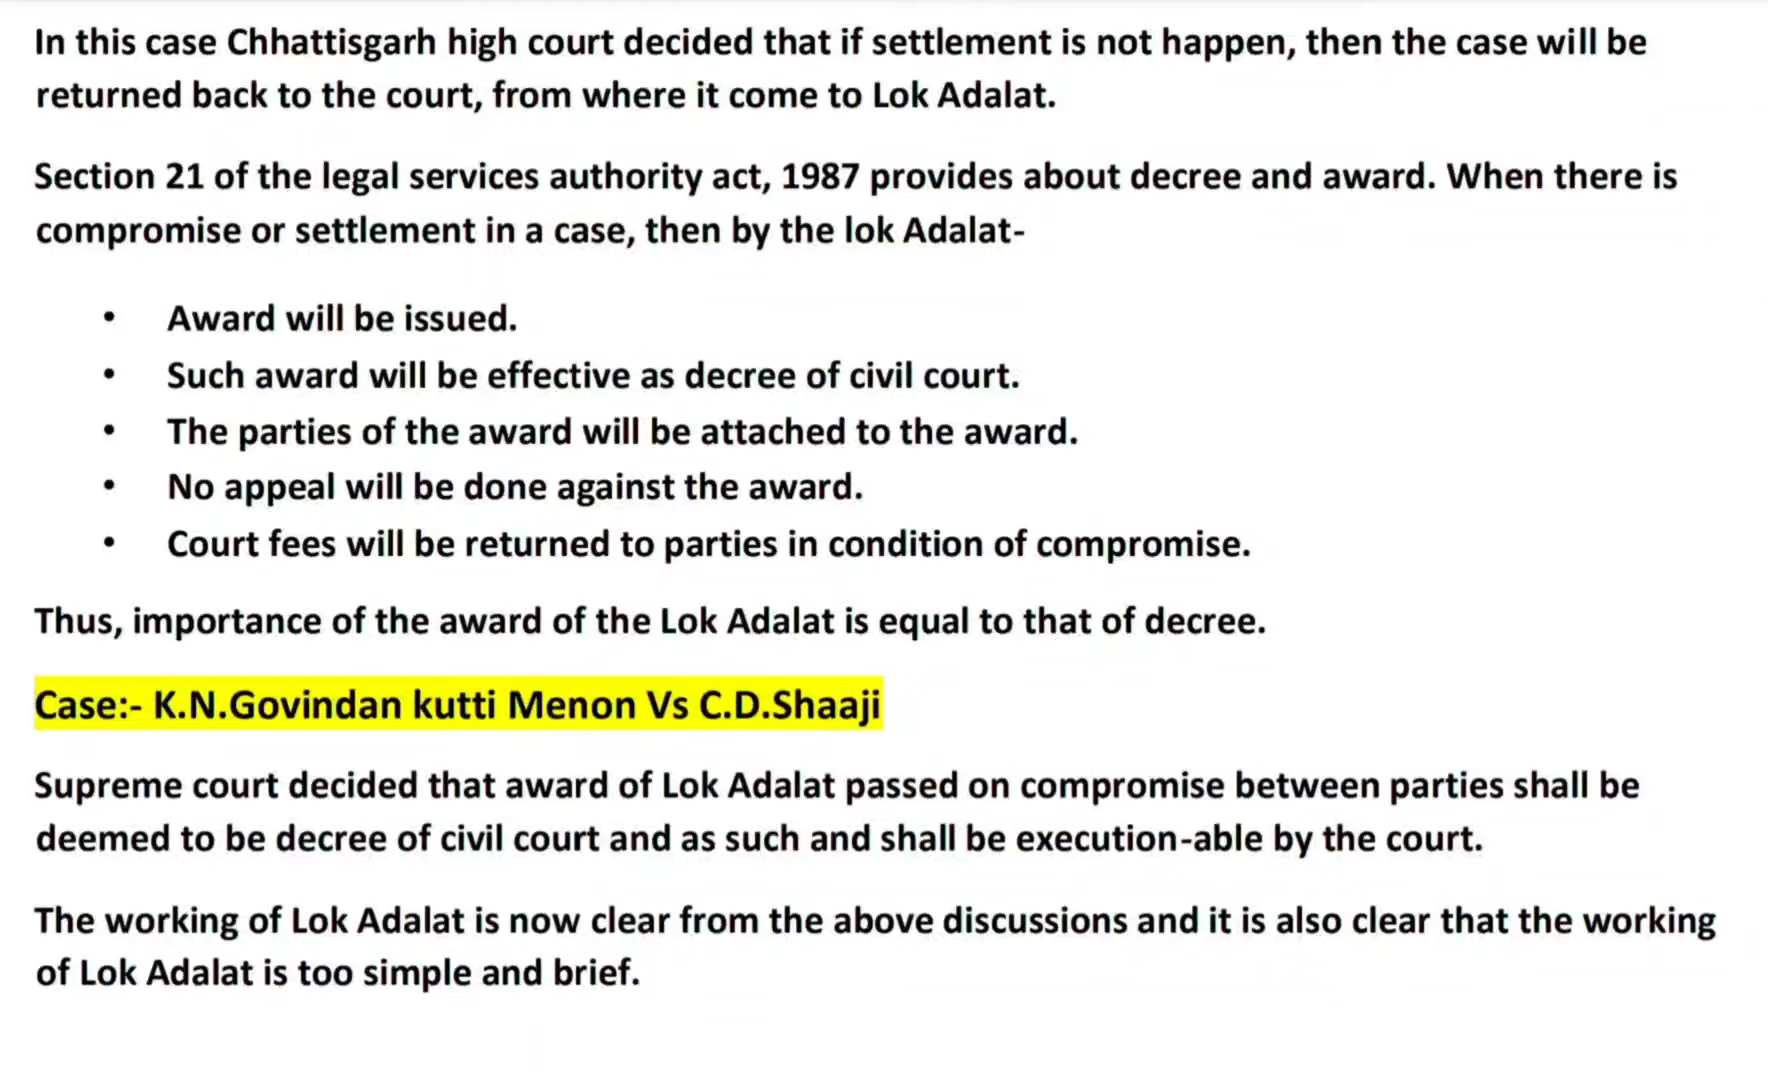 In this case Chhattisgarh high court decided that if settlement is not happen, then the case will be
returned back to the court, from where it come to Lok Adalat.
Section 21 of the legal services authority act, 1987 provides about decree and award. When there is
compromise or settlement in a case, then by the lok Adalat-
• Award will be issued.
• Such award will be effective as decree of civil court.
• The parties of the award will be attached to the award.
• No appeal will be done against the award.
• Court fees will be returned to parties in condition of compromise.
Thus, importance of the award of the Lok Adalat is equal to that of decree.
Case:- K.N.Govindan kutti Menon Vs C.D.Shaaji
Supreme court decided that award of Lok Adalat passed on compromise between parties shall be
deemed to be decree of civil court and as such and shall be execution-able by the court.
The working of Lok Adalat is now clear from the above discussions and it is also clear that the working
of Lok Adalat is too simple and brief.